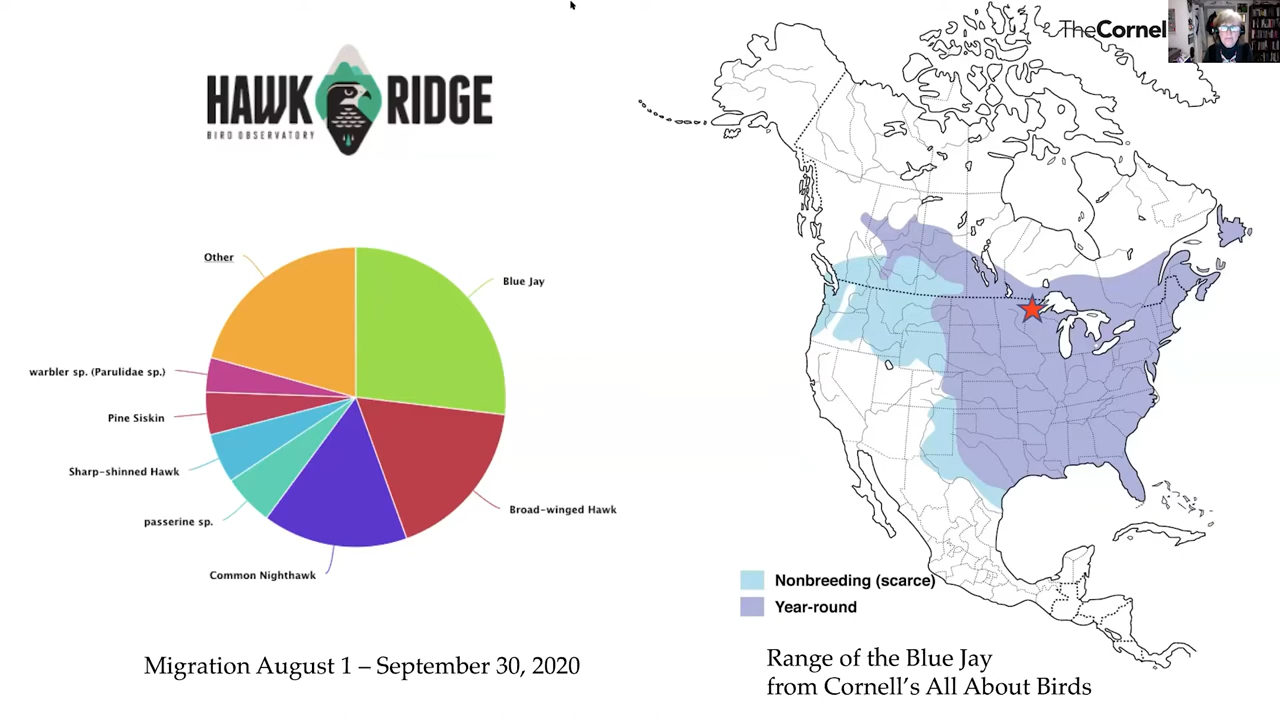 HAWK RIDGE
BIRD OBSERVATORY
TheCornel
Other
Blue Jay
warbler sp. (Parulidae sp.)
Pine Siskin
Sharp-shinned Hawk
passerine sp.
Broad-winged Hawk
Common Nighthawk
Nonbreeding (scarce)
Year-round
Migration August 1 – September 30, 2020
Range of the Blue Jay
from Cornell's All About Birds